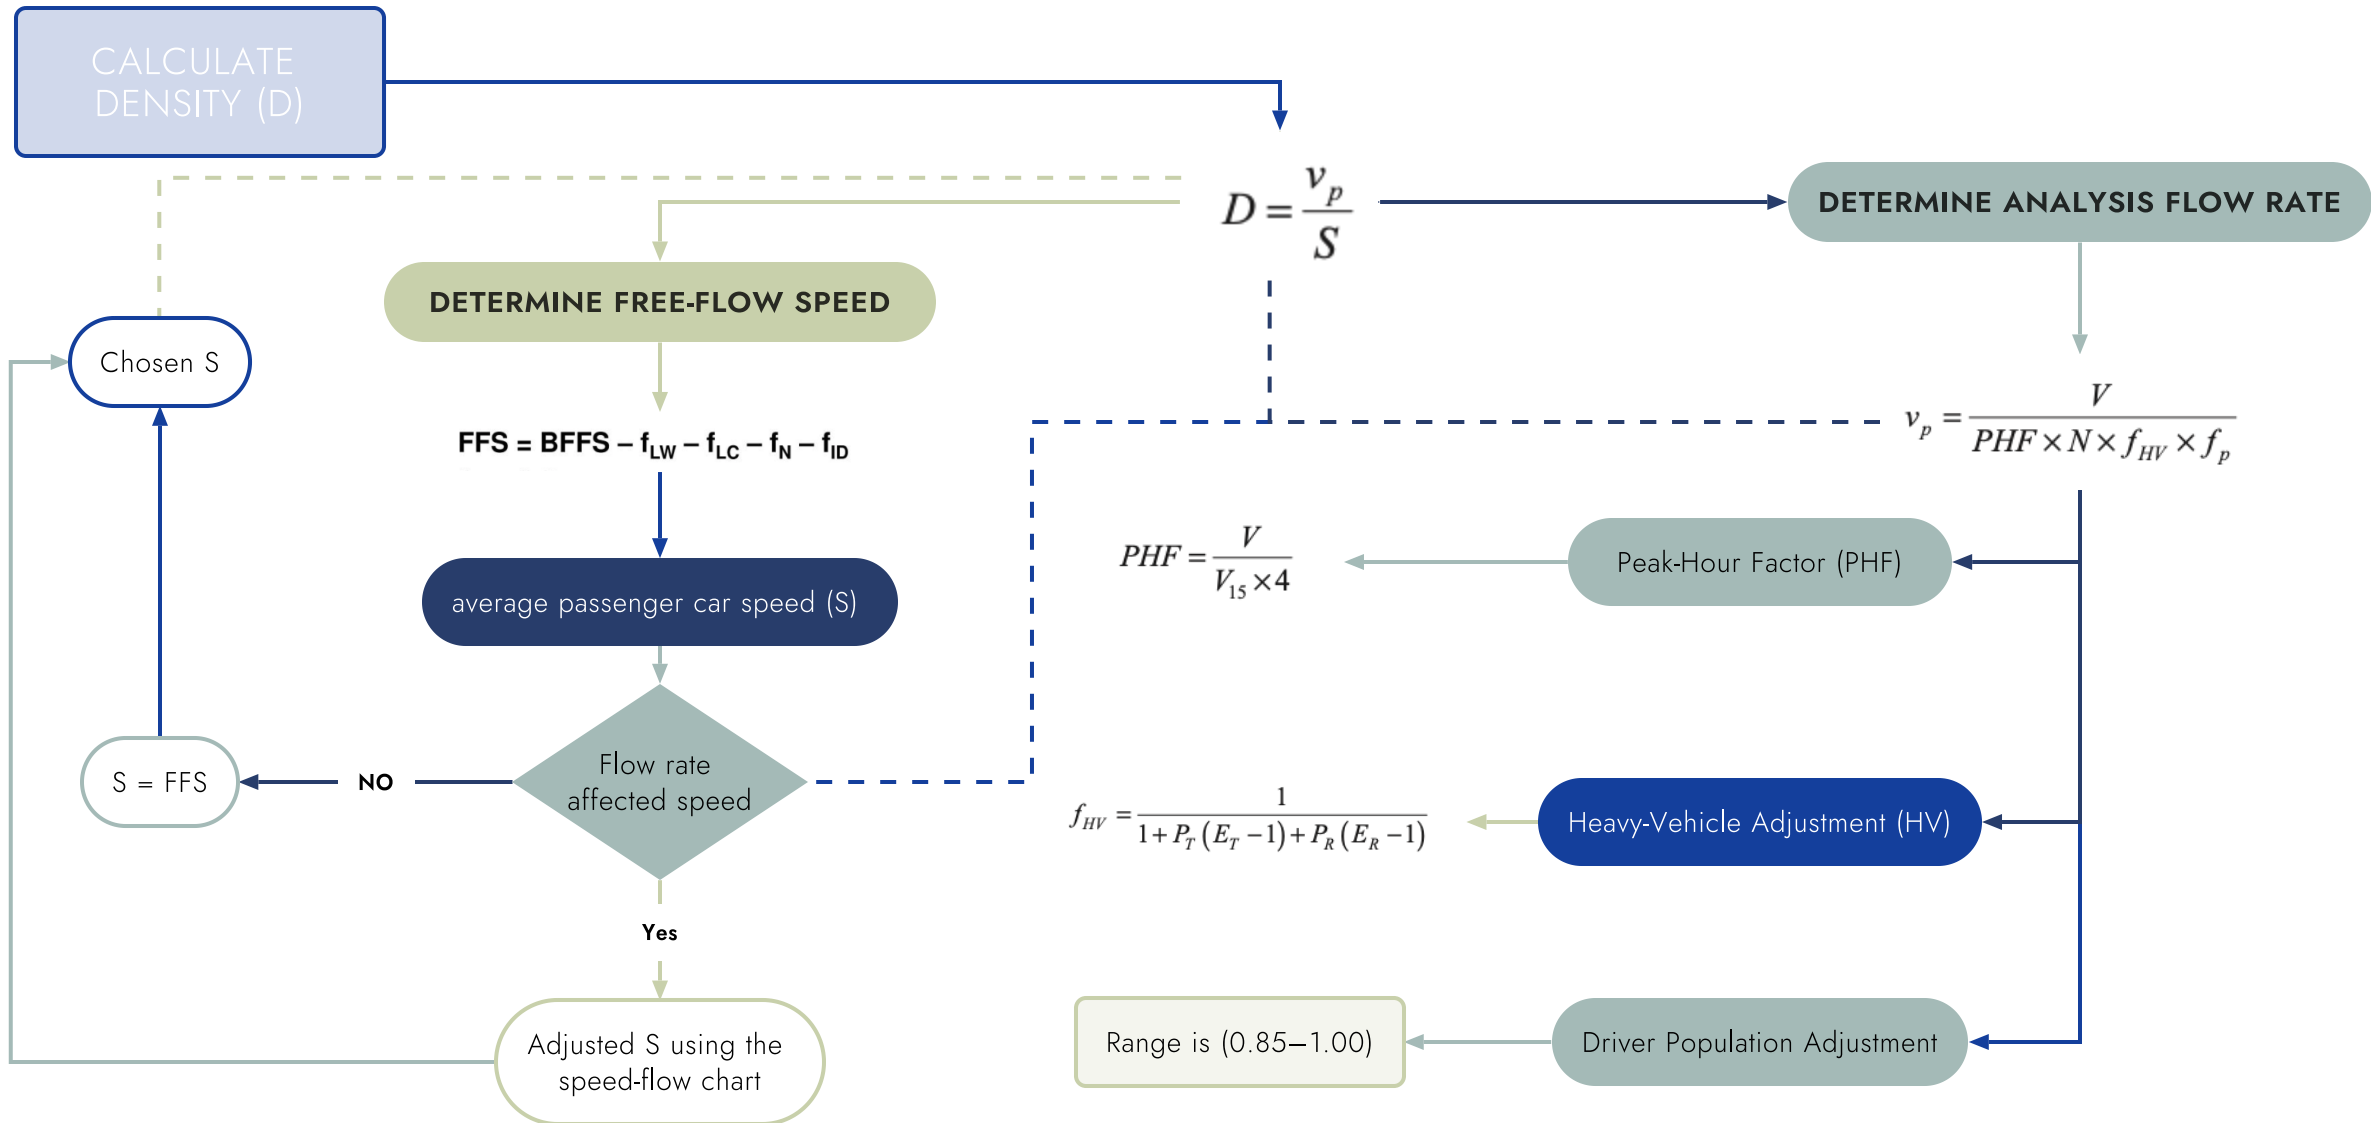 CALCULATE
DENSITY (D)
D = v_p / S
DETERMINE ANALYSIS FLOW RATE
DETERMINE FREE-FLOW SPEED
Chosen S
FFS = BFFS – f_LW – f_LC – f_N – f_ID
v_p = V / (PHF × N × f_HV × f_p)
PHF = V / (V_15 × 4)
Peak-Hour Factor (PHF)
average passenger car speed (S)
Flow rate
affected speed
NO
S = FFS
f_HV = 1 / (1 + P_T (E_T – 1) + P_R (E_R – 1))
Heavy-Vehicle Adjustment (HV)
Yes
Adjusted S using the
speed-flow chart
Range is (0.85–1.00)
Driver Population Adjustment